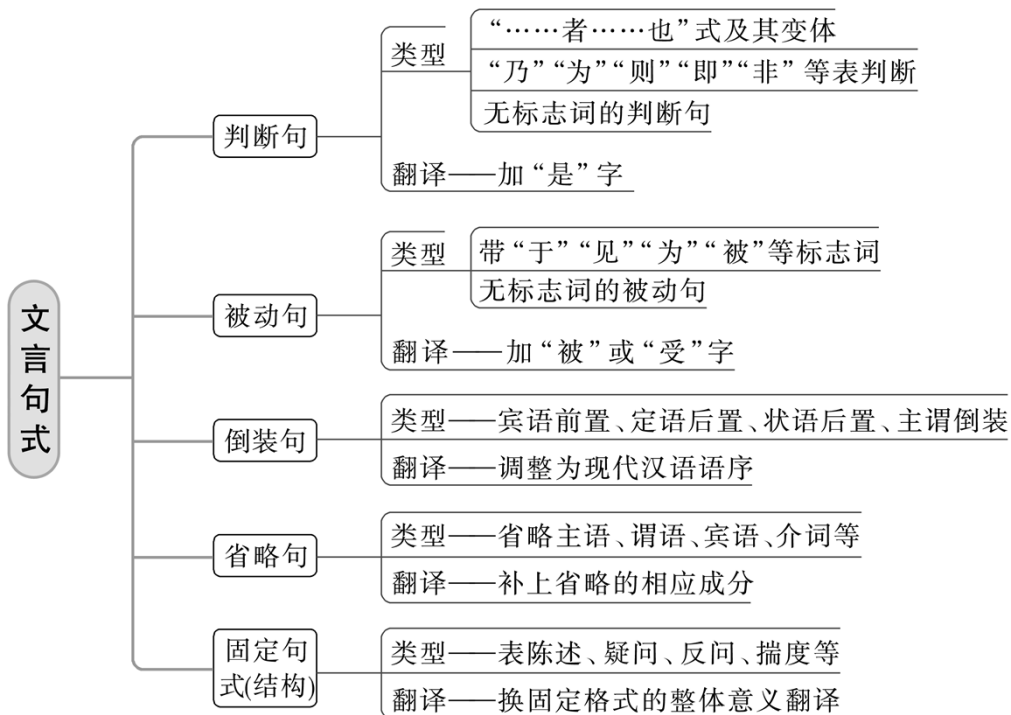 文言句式
判断句
类型
“……者……也”式及其变体
“乃”“为”“则”“即”“非”等表判断
无标志词的判断句
翻译——加“是”字
被动句
类型
带“于”“见”“为”“被”等标志词
无标志词的被动句
翻译——加“被”或“受”字
倒装句
类型——宾语前置、定语后置、状语后置、主谓倒装
翻译——调整为现代汉语语序
省略句
类型——省略主语、谓语、宾语、介词等
翻译——补上省略的相应成分
固定句
式(结构)
类型——表陈述、疑问、反问、揣度等
翻译——换固定格式的整体意义翻译